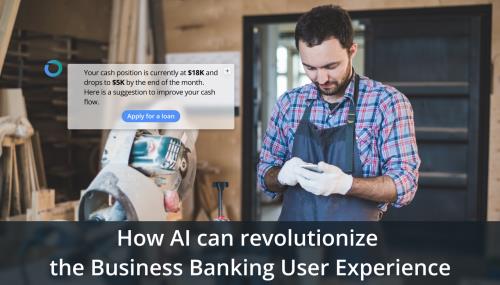 Your cash position is currently at $18K and
drops to $5K by the end of the month.
Here is a suggestion to improve your cash
flow.
Apply for a loan
How AI can revolutionize
the Business Banking User Experience